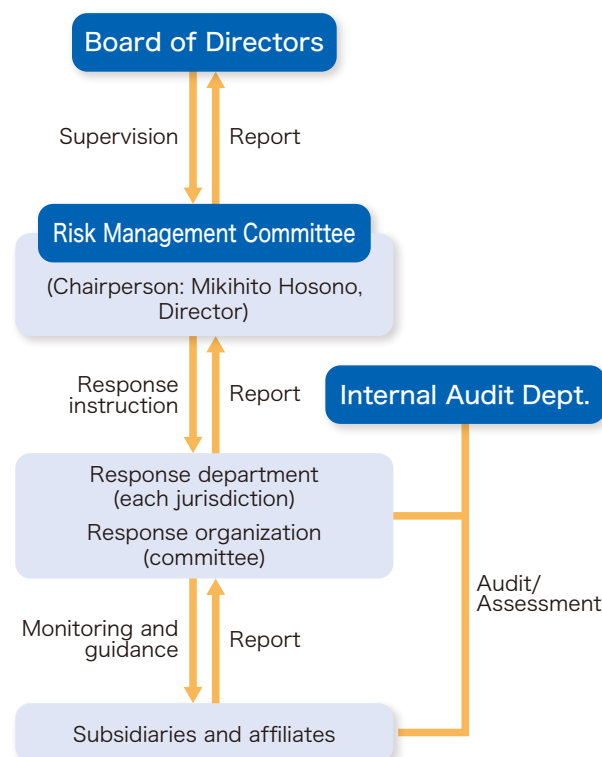 Board of Directors
Supervision
Report
Risk Management Committee
(Chairperson: Mikihito Hosono,
Director)
Response
instruction
Report
Internal Audit Dept.
Response department
(each jurisdiction)
Response organization
(committee)
Audit/
Assessment
Monitoring and
guidance
Report
Subsidiaries and affiliates